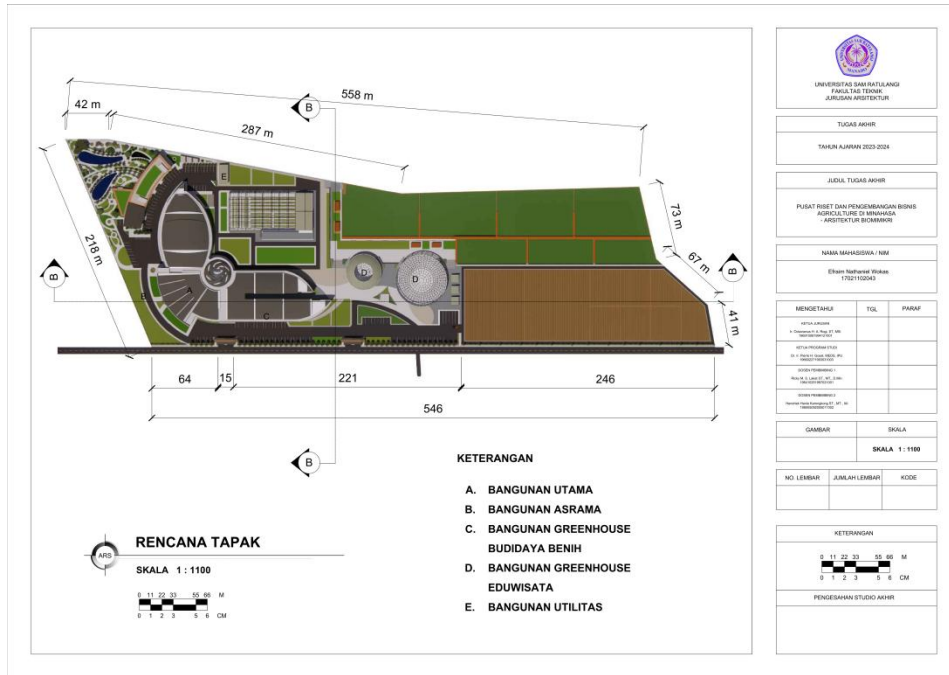 558 m
B
42 m
287 m
E
73 m
218 m
67 m
D
D
B
B
B
A
C
41 m
64
15
221
246
546
B
KETERANGAN
A. BANGUNAN UTAMA
B. BANGUNAN ASRAMA
C. BANGUNAN GREENHOUSE
BUDIDAYA BENIH
D. BANGUNAN GREENHOUSE
EDUWISATA
E. BANGUNAN UTILITAS
ARS
RENCANA TAPAK
SKALA 1 : 1100
0 11 22 33 55 66 M
0 1 2 3 5 6 CM
UNIVERSITAS SAM RATULANGI
FAKULTAS TEKNIK
JURUSAN ARSITEKTUR
TUGAS AKHIR
TAHUN AJARAN 2023-2024
JUDUL TUGAS AKHIR
PUSAT RISET DAN PENGEMBANGAN BISNIS
AGRICULTURE DI MINAHASA
- ARSITEKTUR BIOMIMIKRI
NAMA MAHASISWA / NIM
Efraim Nathaniel Wokas
17021102043
MENGETAHUI TGL PARAF
KETUA JURUSAN
KETUA PROGRAM STUDI
DOSEN PEMBIMBING 1
DOSEN PEMBIMBING 2
GAMBAR SKALA
SKALA 1 : 1100
NO. LEMBAR JUMLAH LEMBAR KODE
KETERANGAN
0 11 22 33 55 66 M
0 1 2 3 5 6 CM
PENGESAHAN STUDIO AKHIR